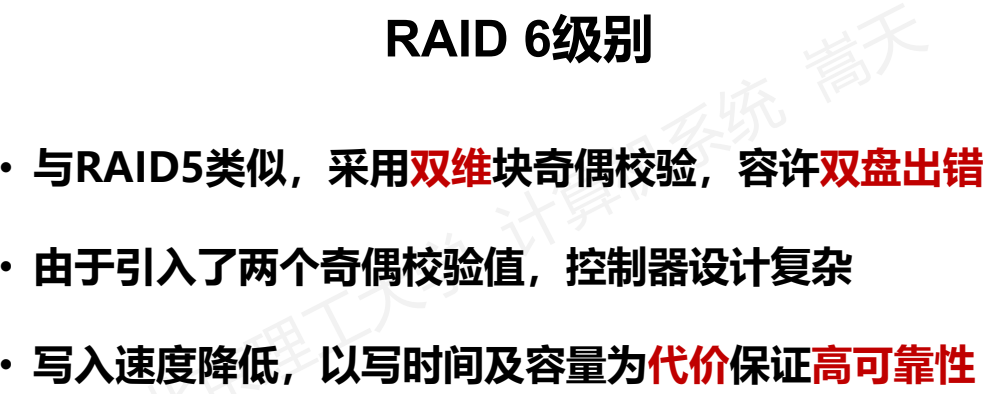 RAID 6级别
• 与RAID5类似，采用双维块奇偶校验，容许双盘出错
• 由于引入了两个奇偶校验值，控制器设计复杂
• 写入速度降低，以写时间及容量为代价保证高可靠性
理工大学 计算机系统 嵩天